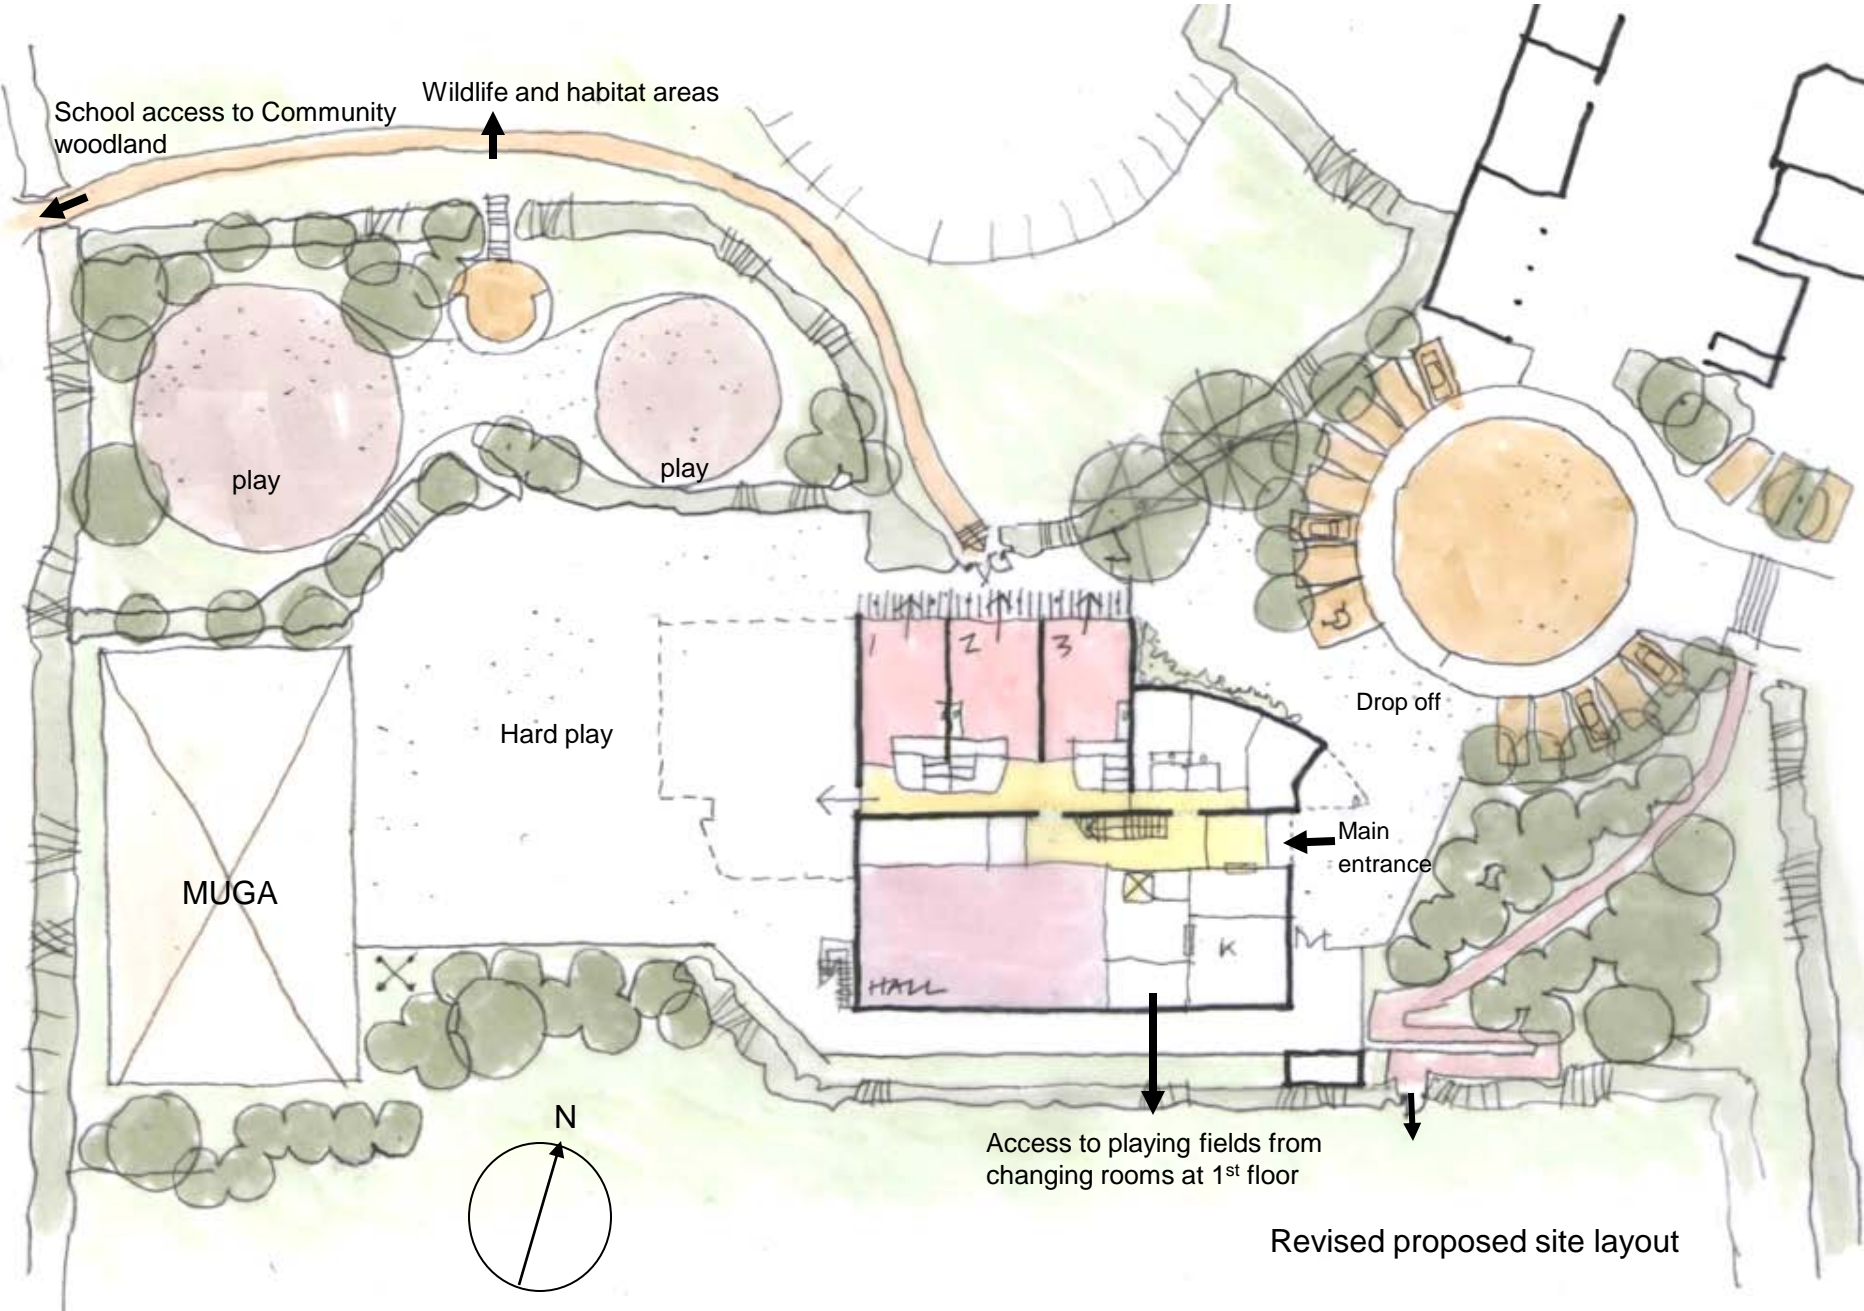 Wildlife and habitat areas
School access to Community
woodland
play
play
1
2
3
Hard play
Drop off
Main
entrance
MUGA
K
HALL
N
Access to playing fields from
changing rooms at 1st floor
Revised proposed site layout